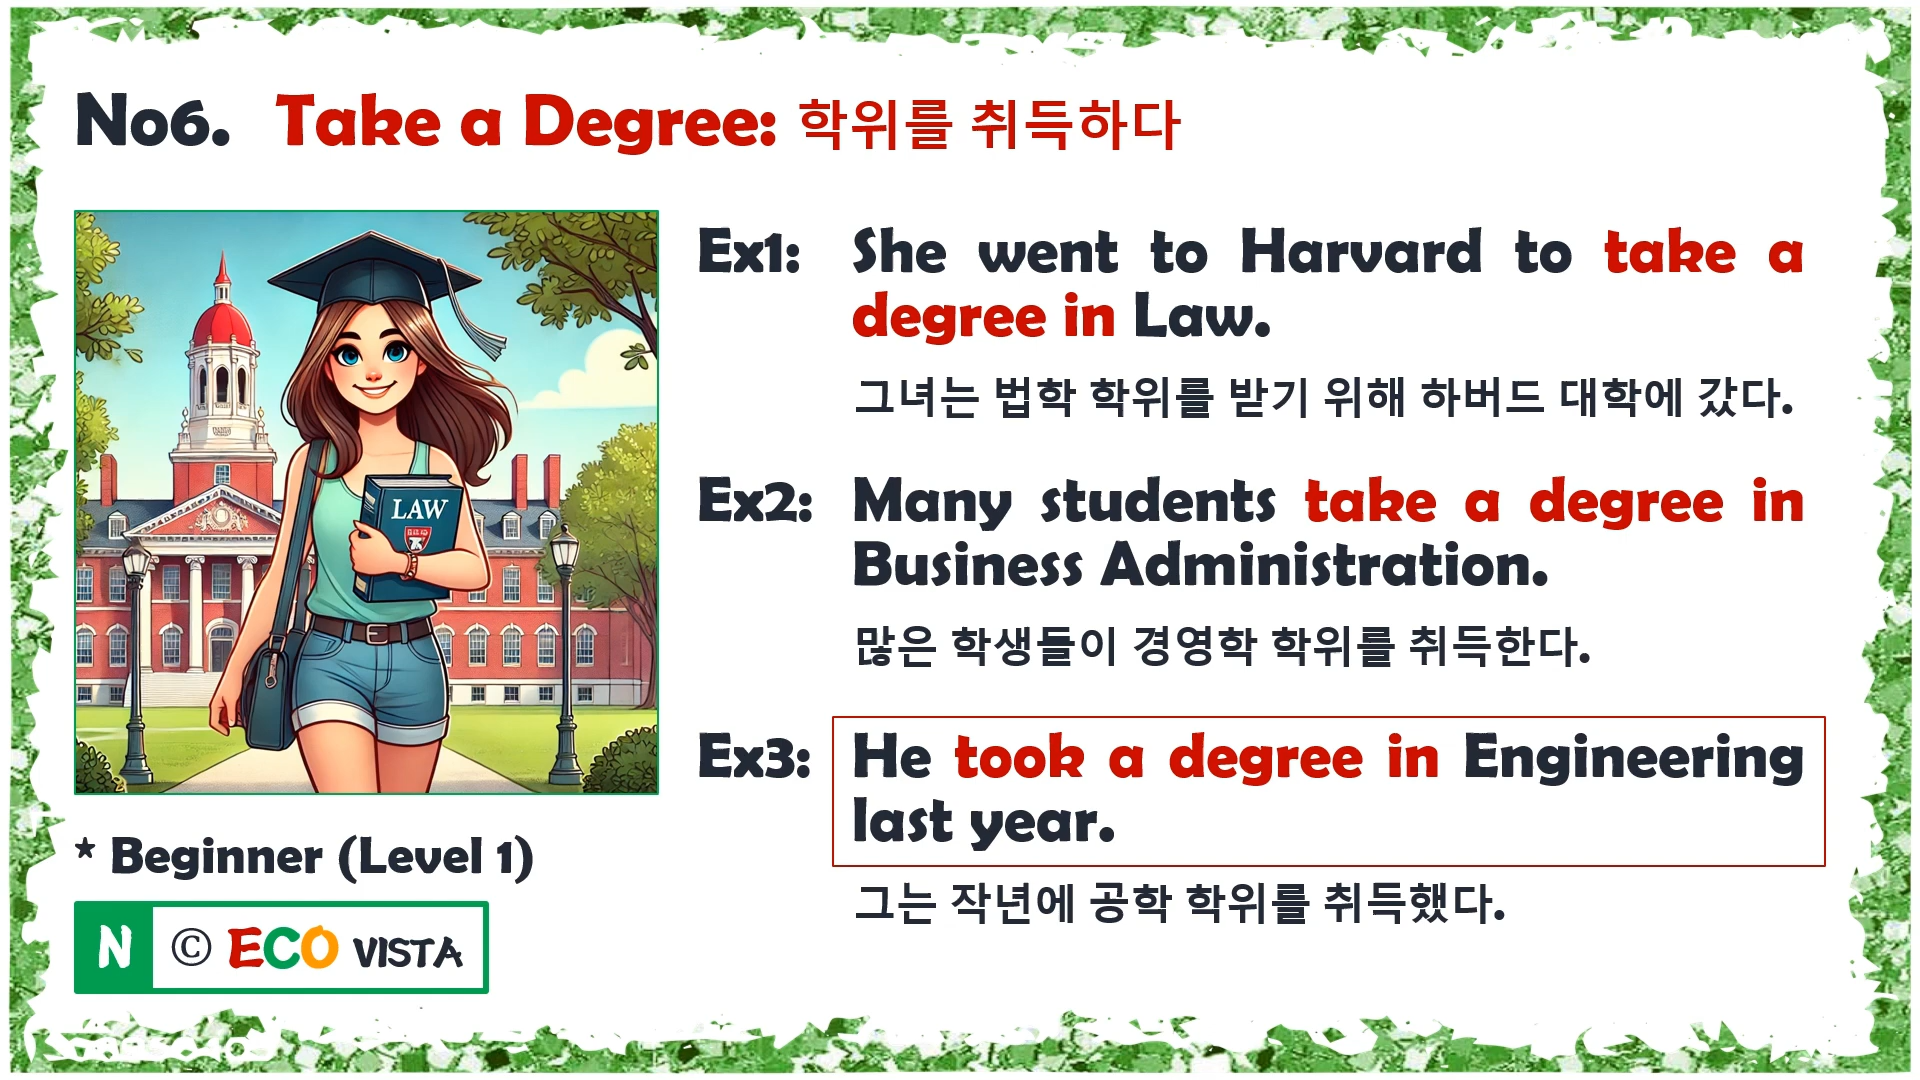 No6. Take a Degree: 학위를 취득하다
Ex1: She went to Harvard to take a
degree in Law.
그녀는 법학 학위를 받기 위해 하버드 대학에 갔다.
Ex2: Many students take a degree in
Business Administration.
많은 학생들이 경영학 학위를 취득한다.
Ex3: He took a degree in Engineering
last year.
그는 작년에 공학 학위를 취득했다.
LAW
* Beginner (Level 1)
N © ECO VISTA